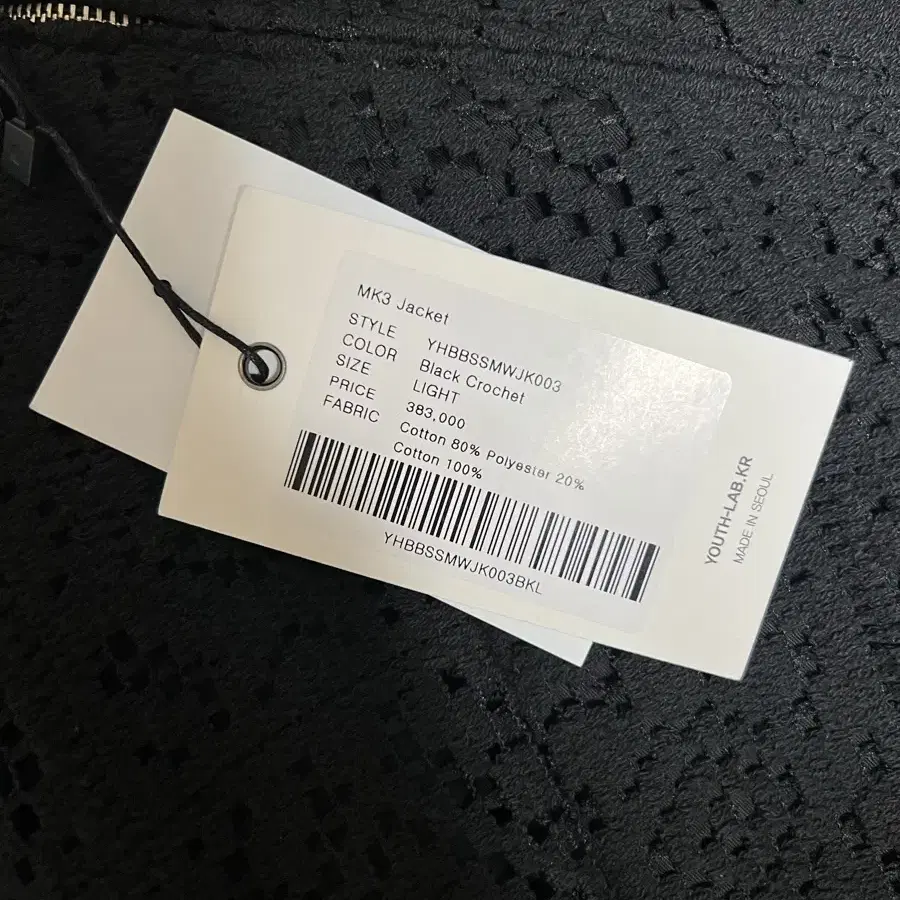 MK3 Jacket
STYLE YHBBSSMWJK003
COLOR Black Crochet
SIZE LIGHT
PRICE 383,000
FABRIC Cotton 80% Polyester 20%
Cotton 100%
YHBBSSMWJK003BKL
YOUTH-LAB.KR
MADE IN SEOUL